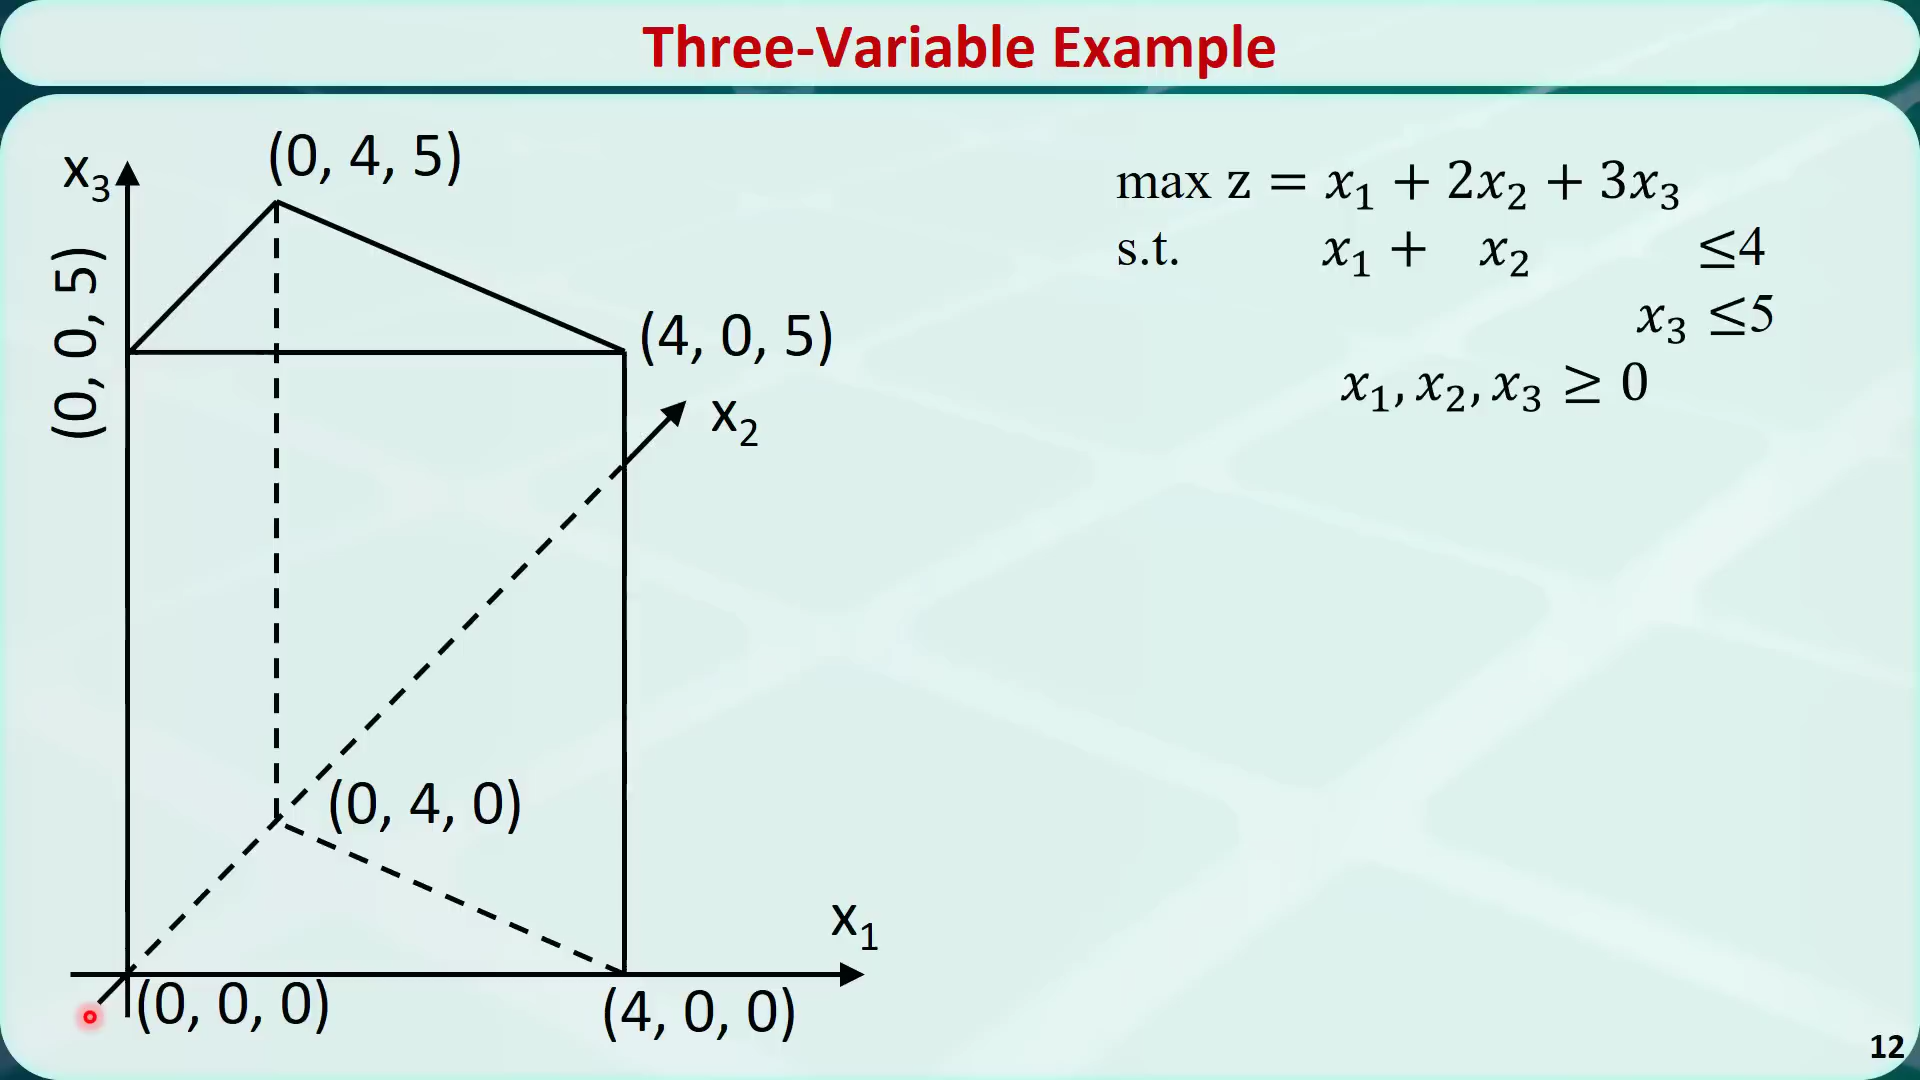 Three-Variable Example
x₃
(0, 4, 5)
(0, 0, 5)
(4, 0, 5)
x₂
(0, 4, 0)
x₁
(0, 0, 0)
(4, 0, 0)
max z = x₁ + 2x₂ + 3x₃
s.t. x₁ + x₂ ≤4
x₃ ≤5
x₁, x₂, x₃ ≥ 0
12